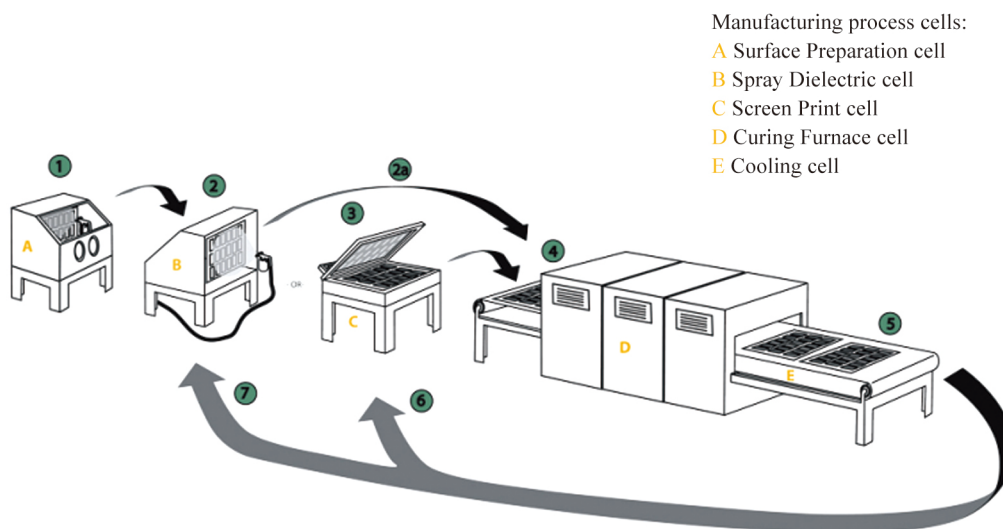 Manufacturing process cells:
A Surface Preparation cell
B Spray Dielectric cell
C Screen Print cell
D Curing Furnace cell
E Cooling cell
1
2
2a
3
4
5
6
7
A
B
- OR -
C
D
E